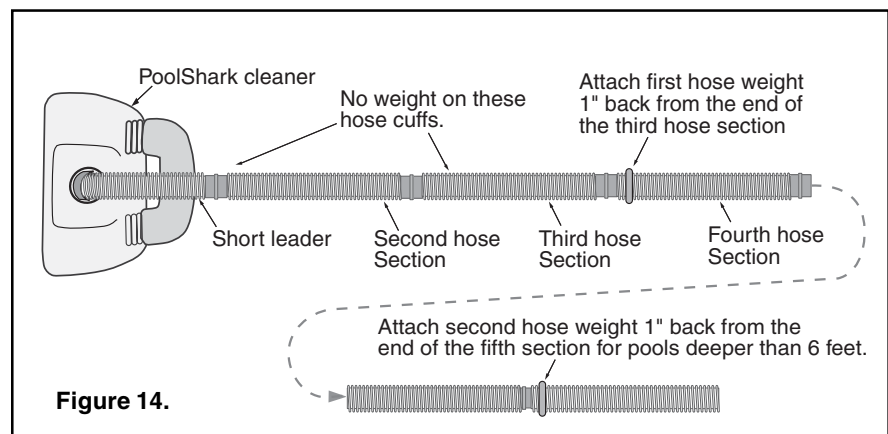 PoolShark cleaner
No weight on these
hose cuffs.
Attach first hose weight
1" back from the end of
the third hose section
Short leader
Second hose
Section
Third hose
Section
Fourth hose
Section
Attach second hose weight 1" back from the
end of the fifth section for pools deeper than 6 feet.
Figure 14.